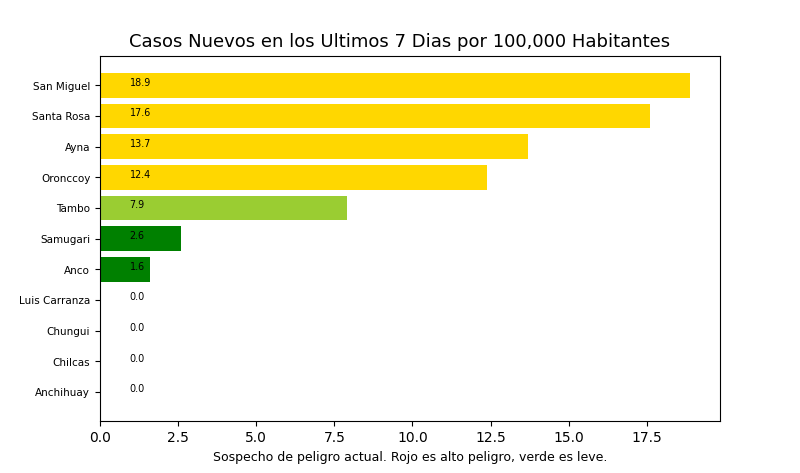 Casos Nuevos en los Ultimos 7 Dias por 100,000 Habitantes
San Miguel 18.9
Santa Rosa 17.6
Ayna 13.7
Oronccoy 12.4
Tambo 7.9
Samugari 2.6
Anco 1.6
Luis Carranza 0.0
Chungui 0.0
Chilcas 0.0
Anchihuay 0.0
0.0 2.5 5.0 7.5 10.0 12.5 15.0 17.5
Sospecho de peligro actual. Rojo es alto peligro, verde es leve.